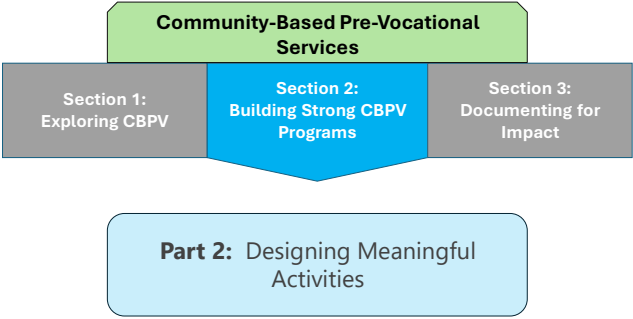 Community-Based Pre-Vocational
Services
Section 1:
Exploring CBPV
Section 2:
Building Strong CBPV
Programs
Section 3:
Documenting for
Impact
Part 2: Designing Meaningful
Activities